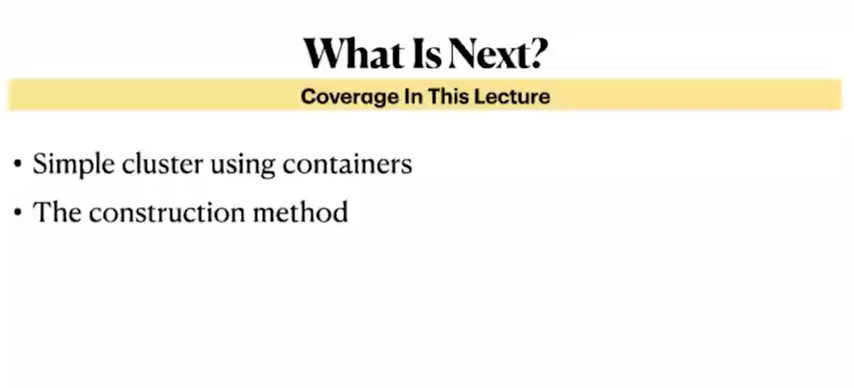 What Is Next?
Coverage In This Lecture
• Simple cluster using containers
• The construction method